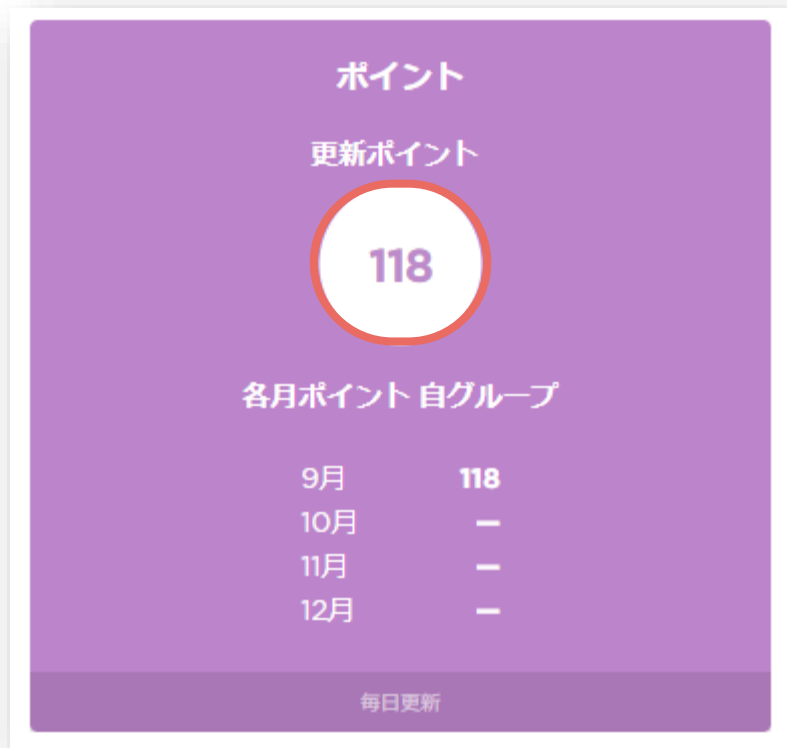 ポイント
更新ポイント
118
各月ポイント 自グループ
9月 118
10月 ー
11月 ー
12月 ー
毎日更新